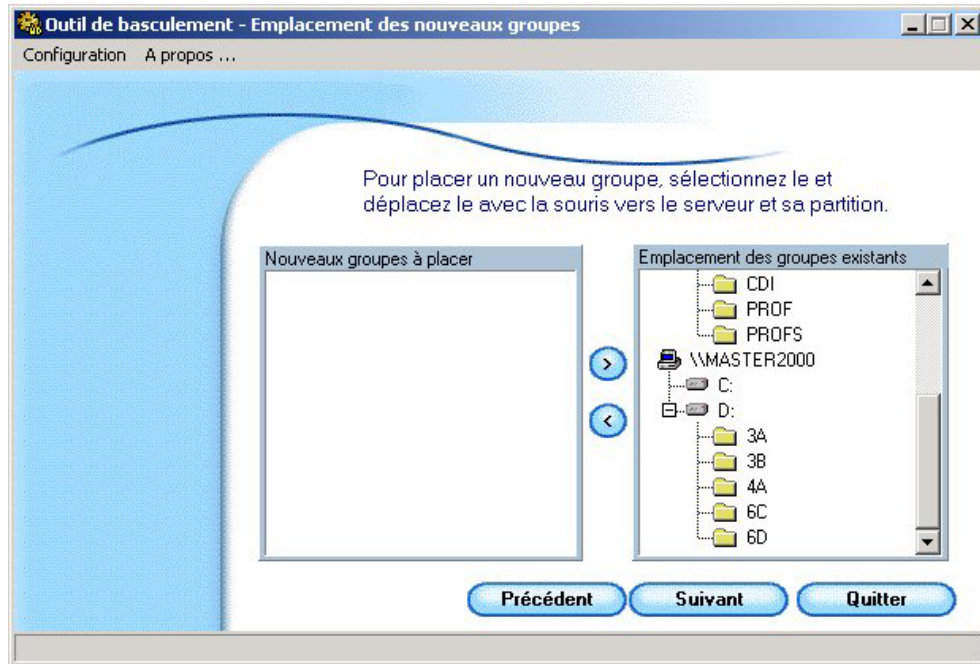 Outil de basculement - Emplacement des nouveaux groupes
Configuration A propos ...
Pour placer un nouveau groupe, sélectionnez le et
déplacez le avec la souris vers le serveur et sa partition.
Nouveaux groupes à placer
Emplacement des groupes existants
CDI
PROF
PROFS
\\MASTER2000
C:
D:
3A
3B
4A
6C
6D
>
<
Précédent
Suivant
Quitter